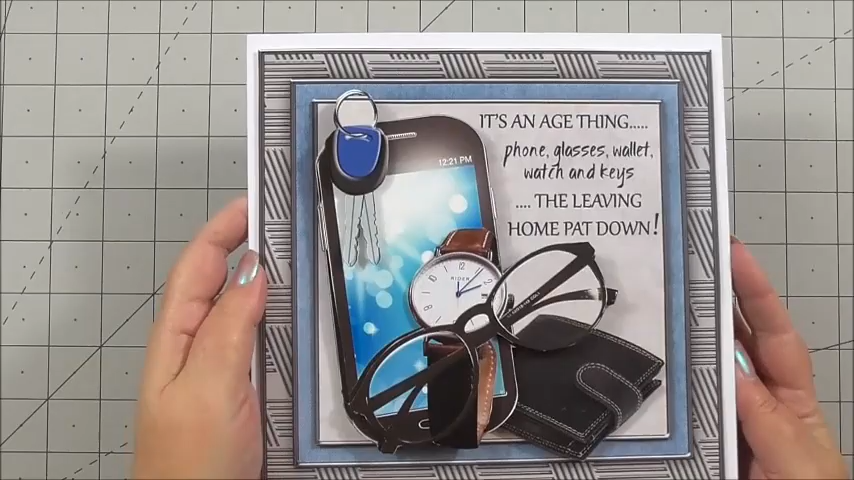 IT'S AN AGE THING.....
phone, glasses, wallet,
watch and keys
.... THE LEAVING
HOME PAT DOWN!
12:21 PM
RIDER